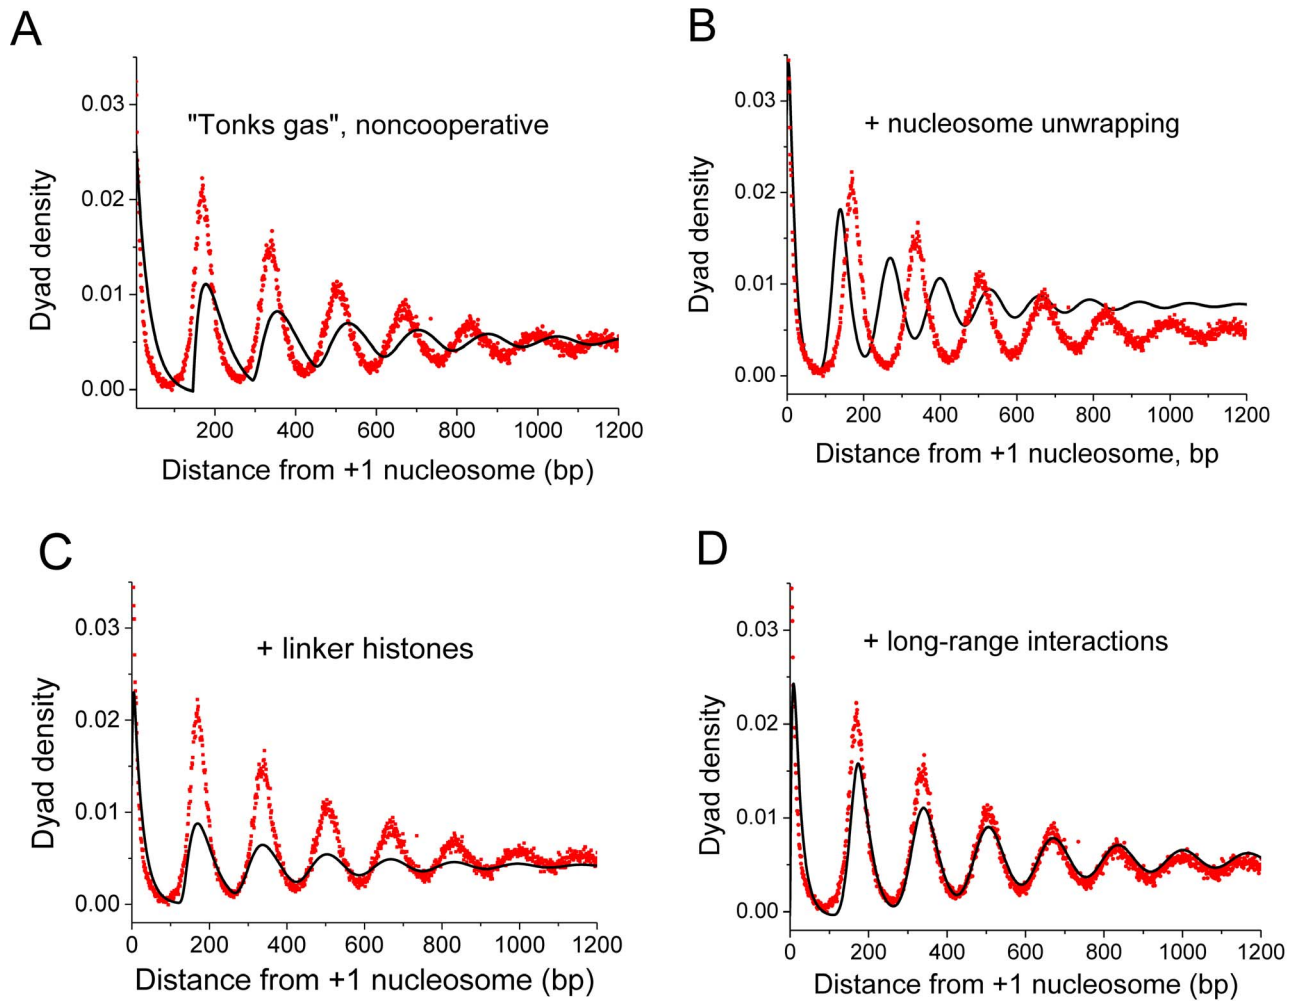 A
"Tonks gas", noncooperative
Dyad density
0.03
0.02
0.01
0.00
200 400 600 800 1000 1200
Distance from +1 nucleosome (bp)
B
+ nucleosome unwrapping
Dyad density
0.03
0.02
0.01
0.00
0 200 400 600 800 1000 1200
Distance from +1 nucleosome, bp
C
+ linker histones
Dyad density
0.03
0.02
0.01
0.00
0 200 400 600 800 1000 1200
Distance from +1 nucleosome (bp)
D
+ long-range interactions
Dyad density
0.03
0.02
0.01
0.00
0 200 400 600 800 1000 1200
Distance from +1 nucleosome (bp)